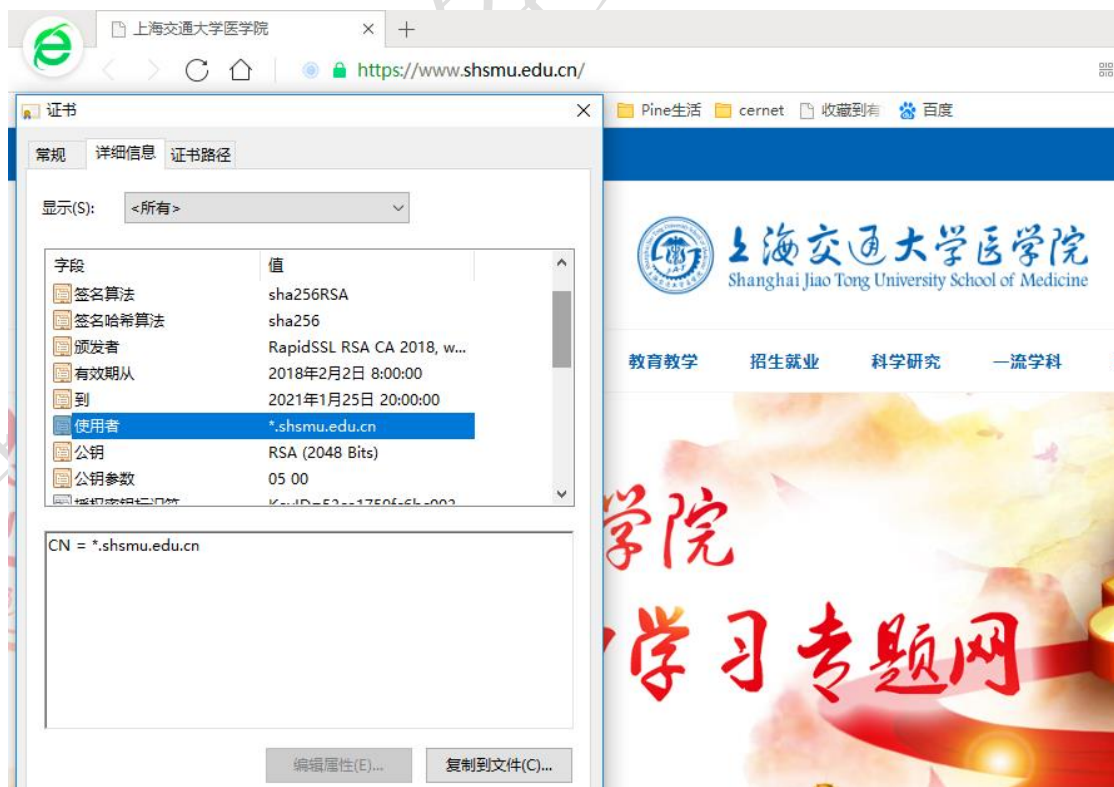 上海交通大学医学院
https://www.shsmu.edu.cn/
证书
Pine生活 cernet 收藏到有 百度
常规 详细信息 证书路径
显示(S): <所有>
字段 值
签名算法 sha256RSA
签名哈希算法 sha256
颁发者 RapidSSL RSA CA 2018, w...
有效期从 2018年2月2日 8:00:00
到 2021年1月25日 20:00:00
使用者 *.shsmu.edu.cn
公钥 RSA (2048 Bits)
公钥参数 05 00
CN = *.shsmu.edu.cn
编辑属性(E)... 复制到文件(C)...
上海交通大学医学院
Shanghai Jiao Tong University School of Medicine
教育教学 招生就业 科学研究 一流学科
学院
学习专题网